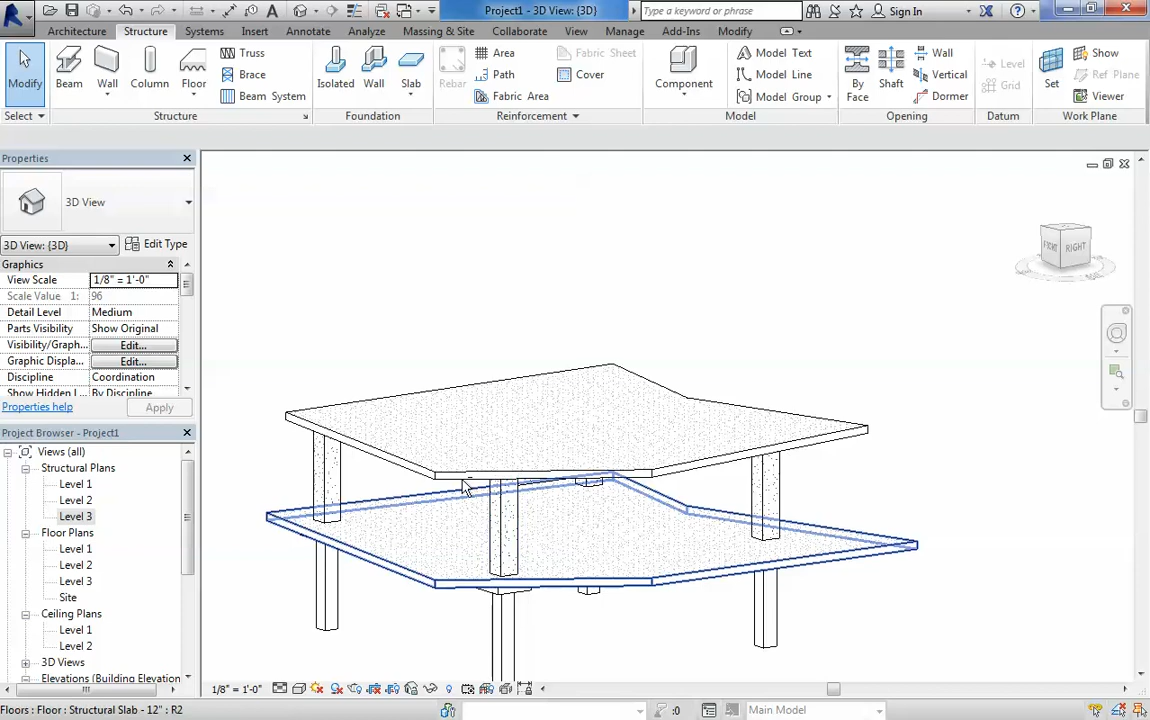 Project1 - 3D View: {3D}
Type a keyword or phrase
Sign In
Architecture Structure Systems Insert Annotate Analyze Massing & Site Collaborate View Manage Add-Ins Modify
Modify Beam Wall Column Floor
Truss
Brace
Beam System
Isolated Wall Slab
Rebar
Area
Path
Fabric Area
Fabric Sheet
Cover
Component
Model Text
Model Line
Model Group
By Face
Shaft
Wall
Vertical
Dormer
Level
Grid
Set
Show
Ref Plane
Viewer
Select Structure Foundation Reinforcement Model Opening Datum Work Plane
Properties
3D View
3D View: {3D} Edit Type
Graphics
View Scale 1/8" = 1'-0"
Scale Value 1: 96
Detail Level Medium
Parts Visibility Show Original
Visibility/Graph... Edit...
Graphic Displa... Edit...
Discipline Coordination
Show Hidden L... By Discipline
Properties help Apply
Project Browser - Project1
Views (all)
Structural Plans
Level 1
Level 2
Level 3
Floor Plans
Level 1
Level 2
Level 3
Site
Ceiling Plans
Level 1
Level 2
3D Views
Elevations (Building Elevation
FRONT RIGHT
1/8" = 1'-0"
Floors : Floor : Structural Slab - 12" : R2
:0
Main Model